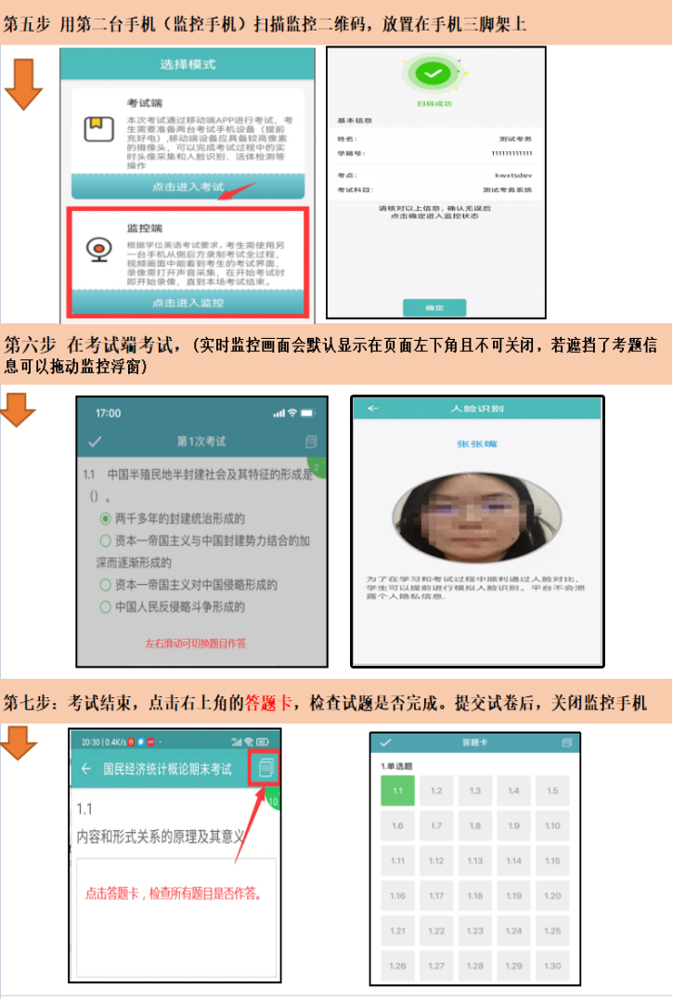 第五步 用第二台手机（监控手机）扫描监控二维码，放置在手机三脚架上
选择模式
考试端
本次考试通过移动端APP进行考试，考
生需要准备两台考试手机设备（提前
充好电）,移动端设备应具备较高像素
的摄像头，可以完成考试过程中的实
时头像采集和人脸识别、活体检测等
操作
点击进入考试
监控端
根据学位英语考试要求，考生需使用另
一台手机从侧后方录制考试全过程，
视频画面中能看到考生的考试界面，
录像需打开声音采集，在开始考试时
即开始录像，直到本场考试结束。
点击进入监控
扫码成功
基本信息
姓名： 测试考务
学籍号： 111111111111
考点： kwxtsdev
考试科目： 测试考务系统
请核对以上信息，确认无误后
点击确定进入监控状态
确定
第六步 在考试端考试，(实时监控画面会默认显示在页面左下角且不可关闭，若遮挡了考题信
息可以拖动监控浮窗)
17:00
第1次考试
2
1.1 中国半殖民地半封建社会及其特征的形成是
()。
两千多年的封建统治形成的
资本一帝国主义与中国封建势力结合的加
深而逐渐形成的
资本一帝国主义对中国侵略形成的
中国人民反侵略斗争形成的
左右滑动可切换题目作答
人脸识别
张张嘴
为了在学习和考试过程中顺利通过人脸对比，
学生可以提前进行模拟人脸识别。平台不会泄
露个人隐私信息.
第七步：考试结束，点击右上角的答题卡，检查试题是否完成。提交试卷后，关闭监控手机
20:30 | 0.4K/s
国民经济统计概论期末考试
10
1.1
内容和形式关系的原理及其意义
点击答题卡，检查所有题目是否作答。
答题卡
1.单选题
1.1 1.2 1.3 1.4 1.5
1.6 1.7 1.8 1.9 1.10
1.11 1.12 1.13 1.14 1.15
1.16 1.17 1.18 1.19 1.20
1.21 1.22 1.23 1.24 1.25
1.26 1.27 1.28 1.29 1.30